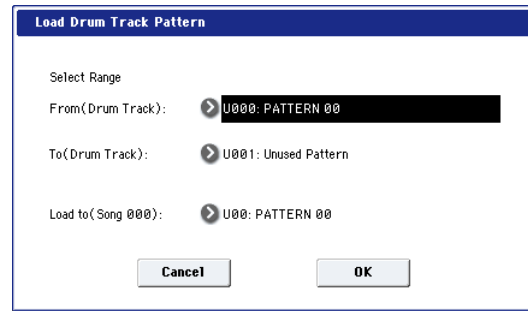 Load Drum Track Pattern
Select Range
From(Drum Track): U000: PATTERN 00
To(Drum Track): U001: Unused Pattern
Load to(Song 000): U00: PATTERN 00
Cancel OK